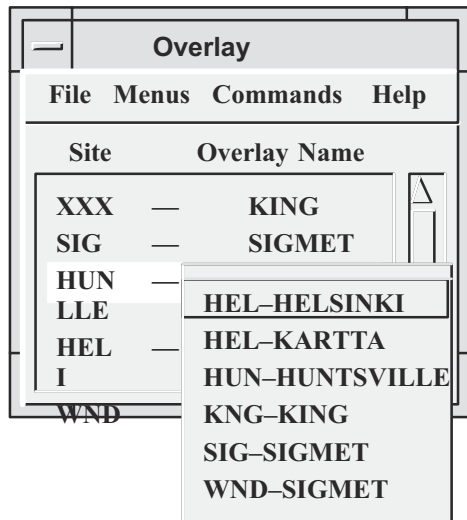 Overlay
File Menus Commands Help
Site Overlay Name
XXX — KING
SIG — SIGMET
HUN —
LLE
HEL —
I
WND
HEL–HELSINKI
HEL–KARTTA
HUN–HUNTSVILLE
KNG–KING
SIG–SIGMET
WND–SIGMET